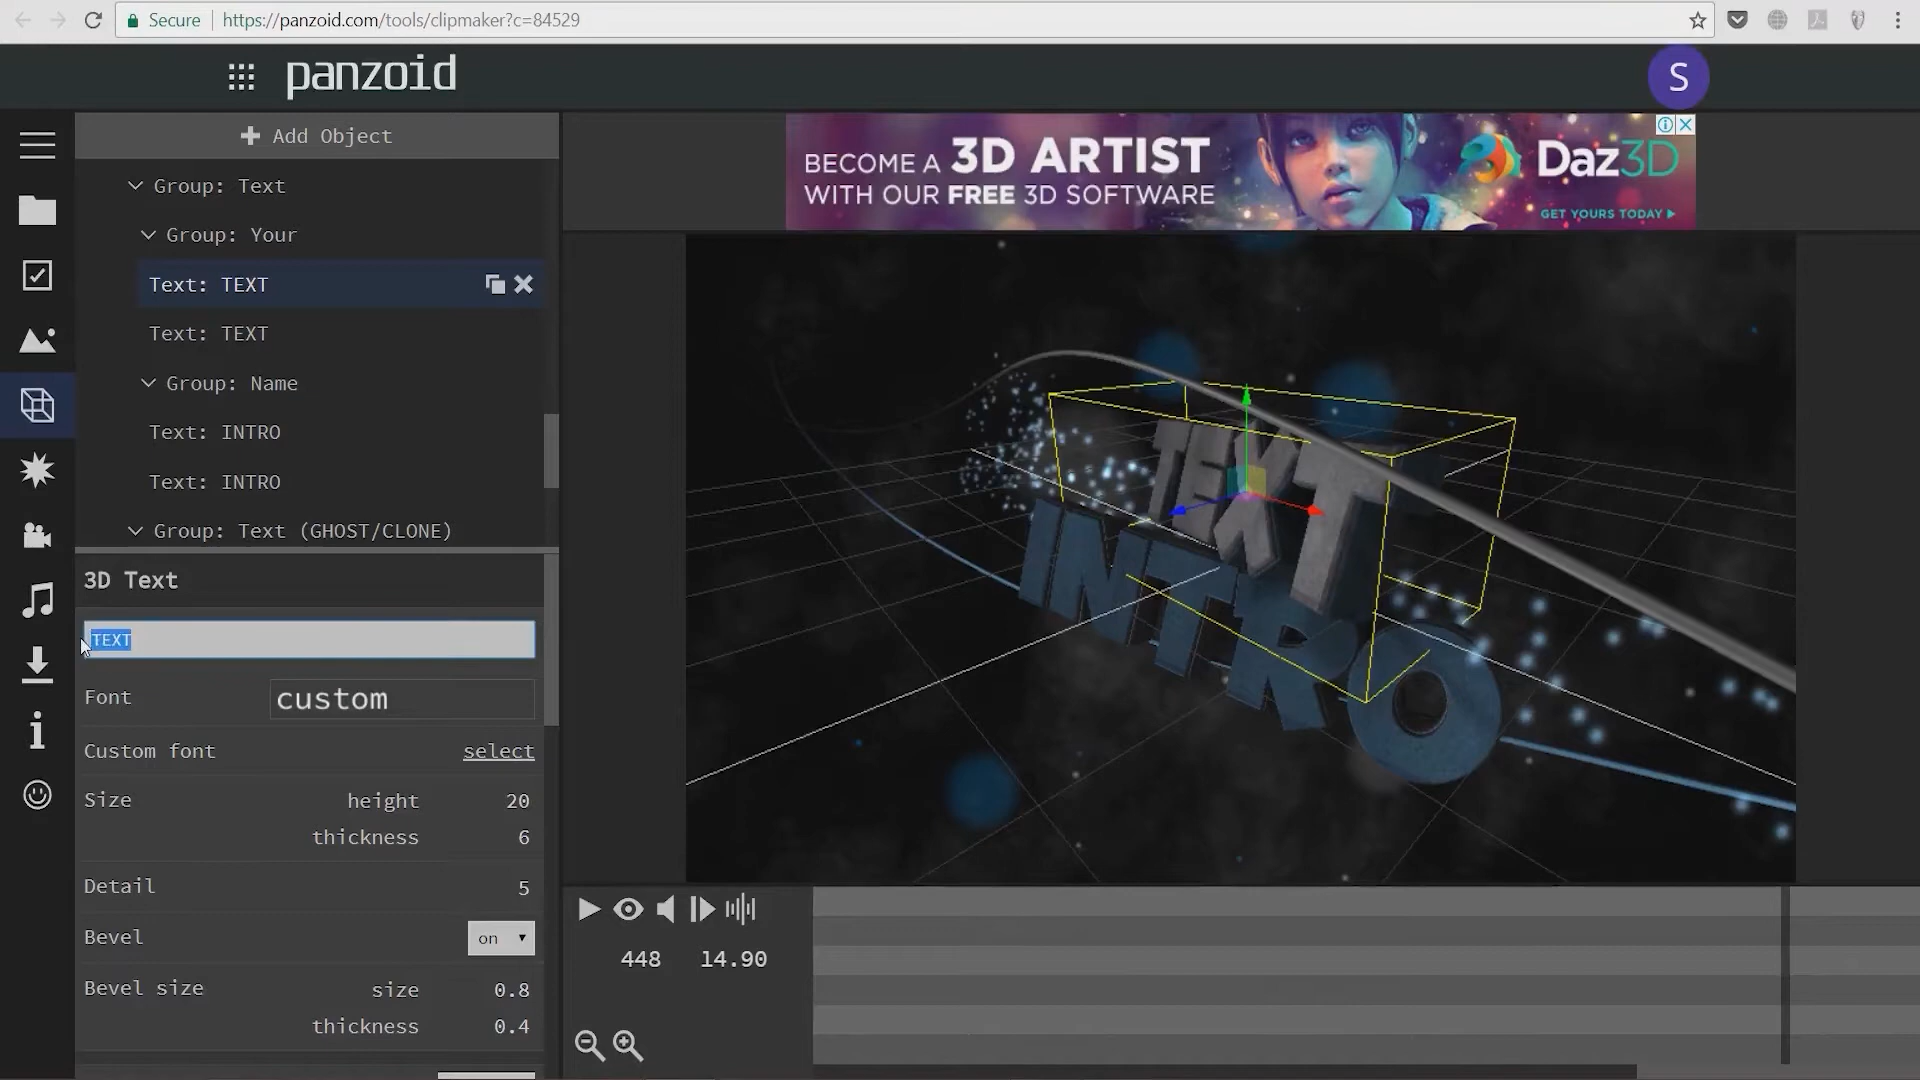 Secure
https://panzoid.com/tools/clipmaker?c=84529
panzoid
S
Add Object
Group: Text
Group: Your
Text: TEXT
Text: TEXT
Group: Name
Text: INTRO
Text: INTRO
Group: Text (GHOST/CLONE)
3D Text
TEXT
Font custom
Custom font select
Size height 20
thickness 6
Detail 5
Bevel on
Bevel size size 0.8
thickness 0.4
BECOME A 3D ARTIST
WITH OUR FREE 3D SOFTWARE
Daz3D
GET YOURS TODAY
TEXT
INTRO
448 14.90